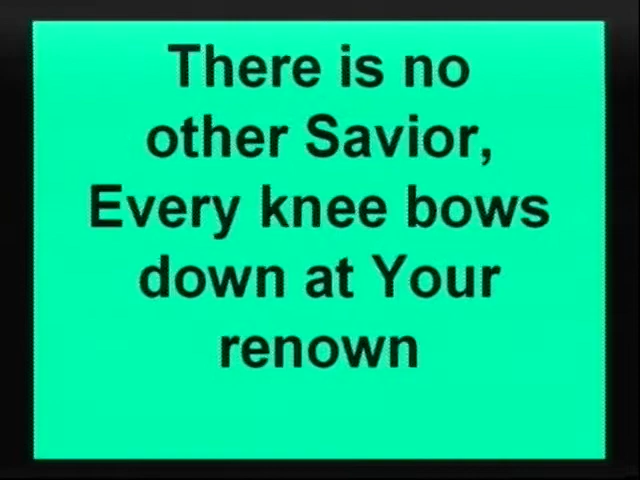 There is no
other Savior,
Every knee bows
down at Your
renown